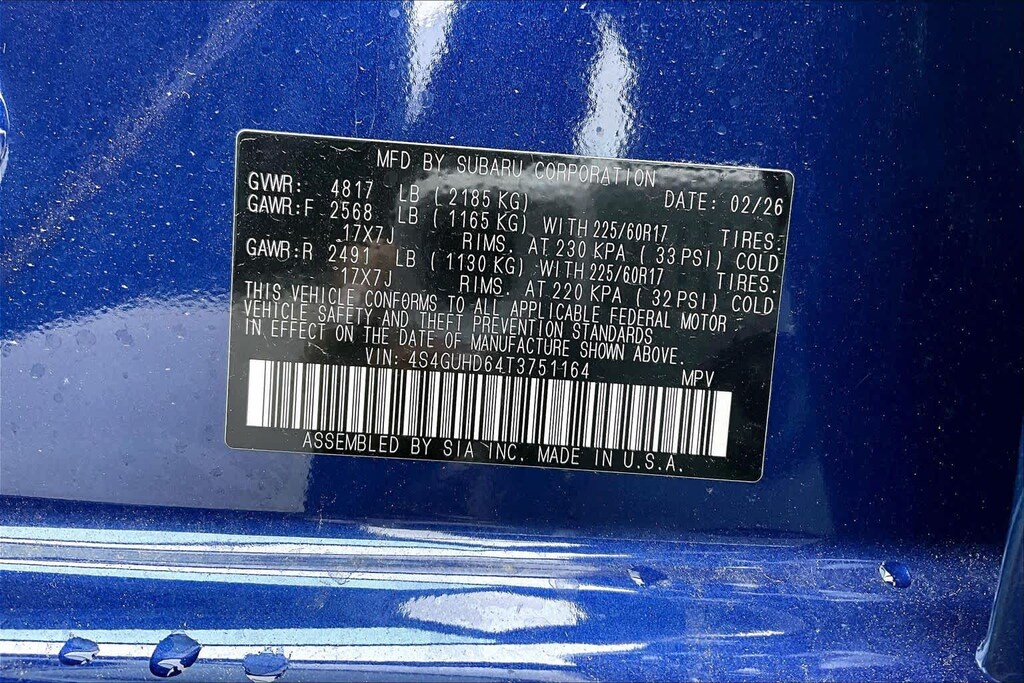 MFD BY SUBARU CORPORATION
GVWR: 4817 LB ( 2185 KG) DATE: 02/26
GAWR:F 2568 LB ( 1165 KG) WITH 225/60R17 TIRES.
17X7J RIMS. AT 230 KPA ( 33 PSI) COLD
GAWR:R 2491 LB ( 1130 KG) WITH 225/60R17 TIRES.
17X7J RIMS. AT 220 KPA ( 32 PSI) COLD
THIS VEHICLE CONFORMS TO ALL APPLICABLE FEDERAL MOTOR
VEHICLE SAFETY AND THEFT PREVENTION STANDARDS
IN EFFECT ON THE DATE OF MANUFACTURE SHOWN ABOVE.
VIN: 4S4GUHD64T3751164 MPV
ASSEMBLED BY SIA INC. MADE IN U.S.A.